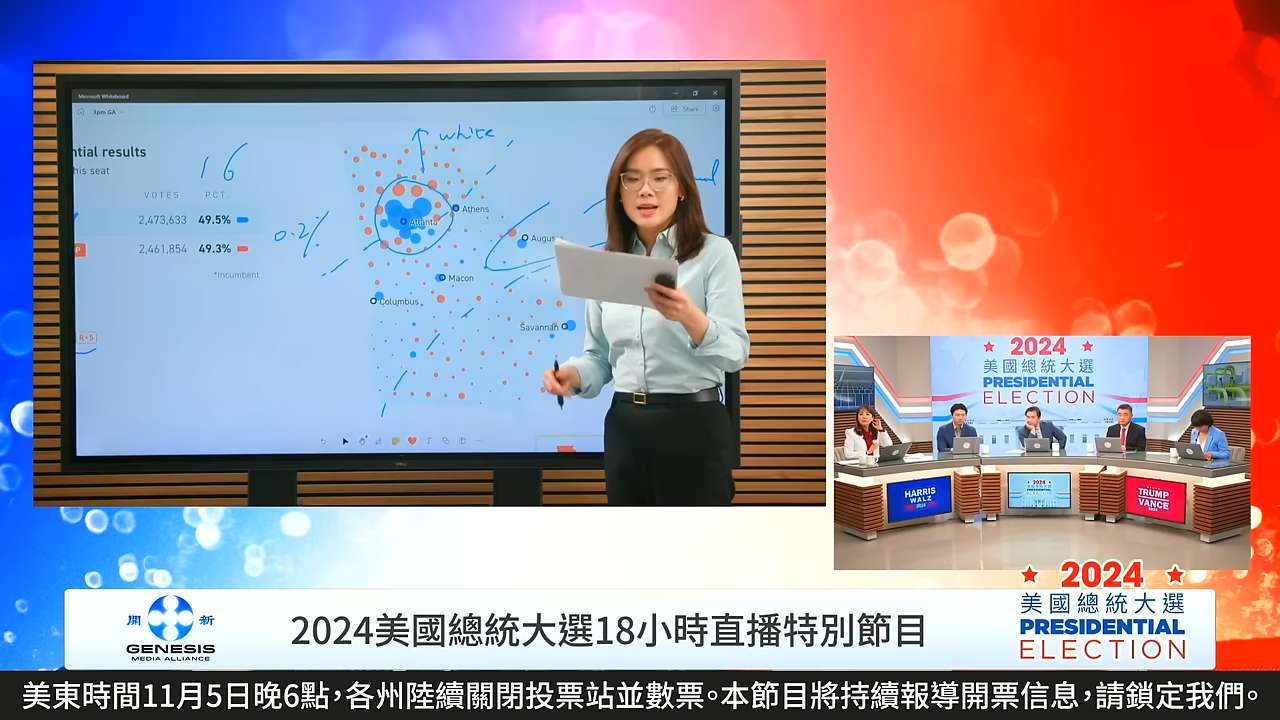 Microsoft Whiteboard
3pm GA
Share
ntial results
his seat
16
VOTES PCT.
2,473,633 49.5%
2,461,854 49.3%
*Incumbent
0.2%
R+5
white
Athens
Atlanta
Augus
Macon
Columbus
Savannah
DELL
2024
美國總統大選
PRESIDENTIAL
ELECTION
HARRIS
WALZ
2024
2024
TRUMP
VANCE
2024
2024
美國總統大選
PRESIDENTIAL
ELECTION
開新
GENESIS
MEDIA ALLIANCE
2024美國總統大選18小時直播特別節目
美東時間11月5日晚6點，各州陸續關閉投票站並數票。本節目將持續報導開票信息，請鎖定我們。